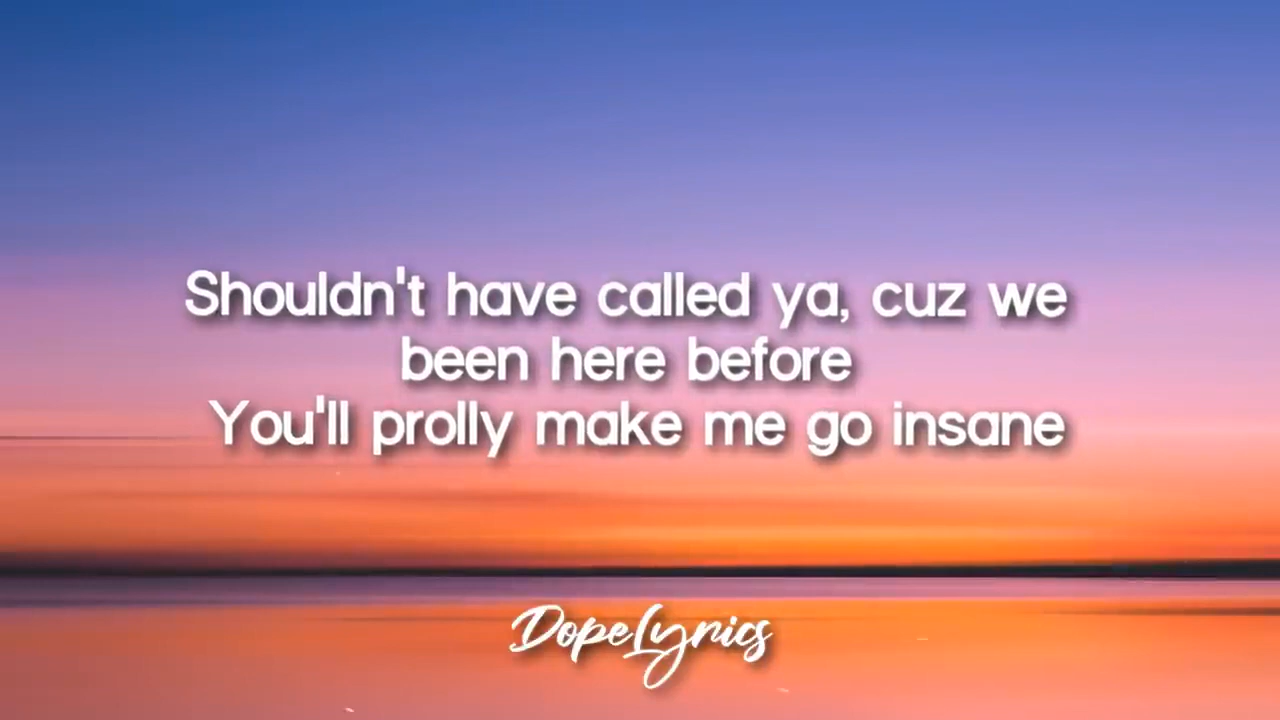 Shouldn't have called ya, cuz we
been here before
You'll prolly make me go insane
DopeLyrics